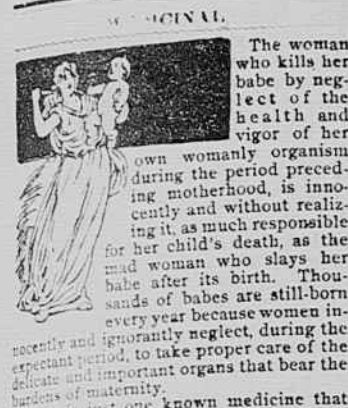 The woman
who kills her
babe by neg-
lect of the
health and
vigor of her
own womanly organism
during the period preced-
ing motherhood, is inno-
cently and without realiz-
ing it, as much responsible
for her child's death, as the
mad woman who slays her
babe after its birth. Thou-
sands of babes are still-born
every year because women in-
nocently and ignorantly neglect, during the
expectant period, to take proper care of the
delicate and important organs that bear the
burdens of maternity.
one known medicine that